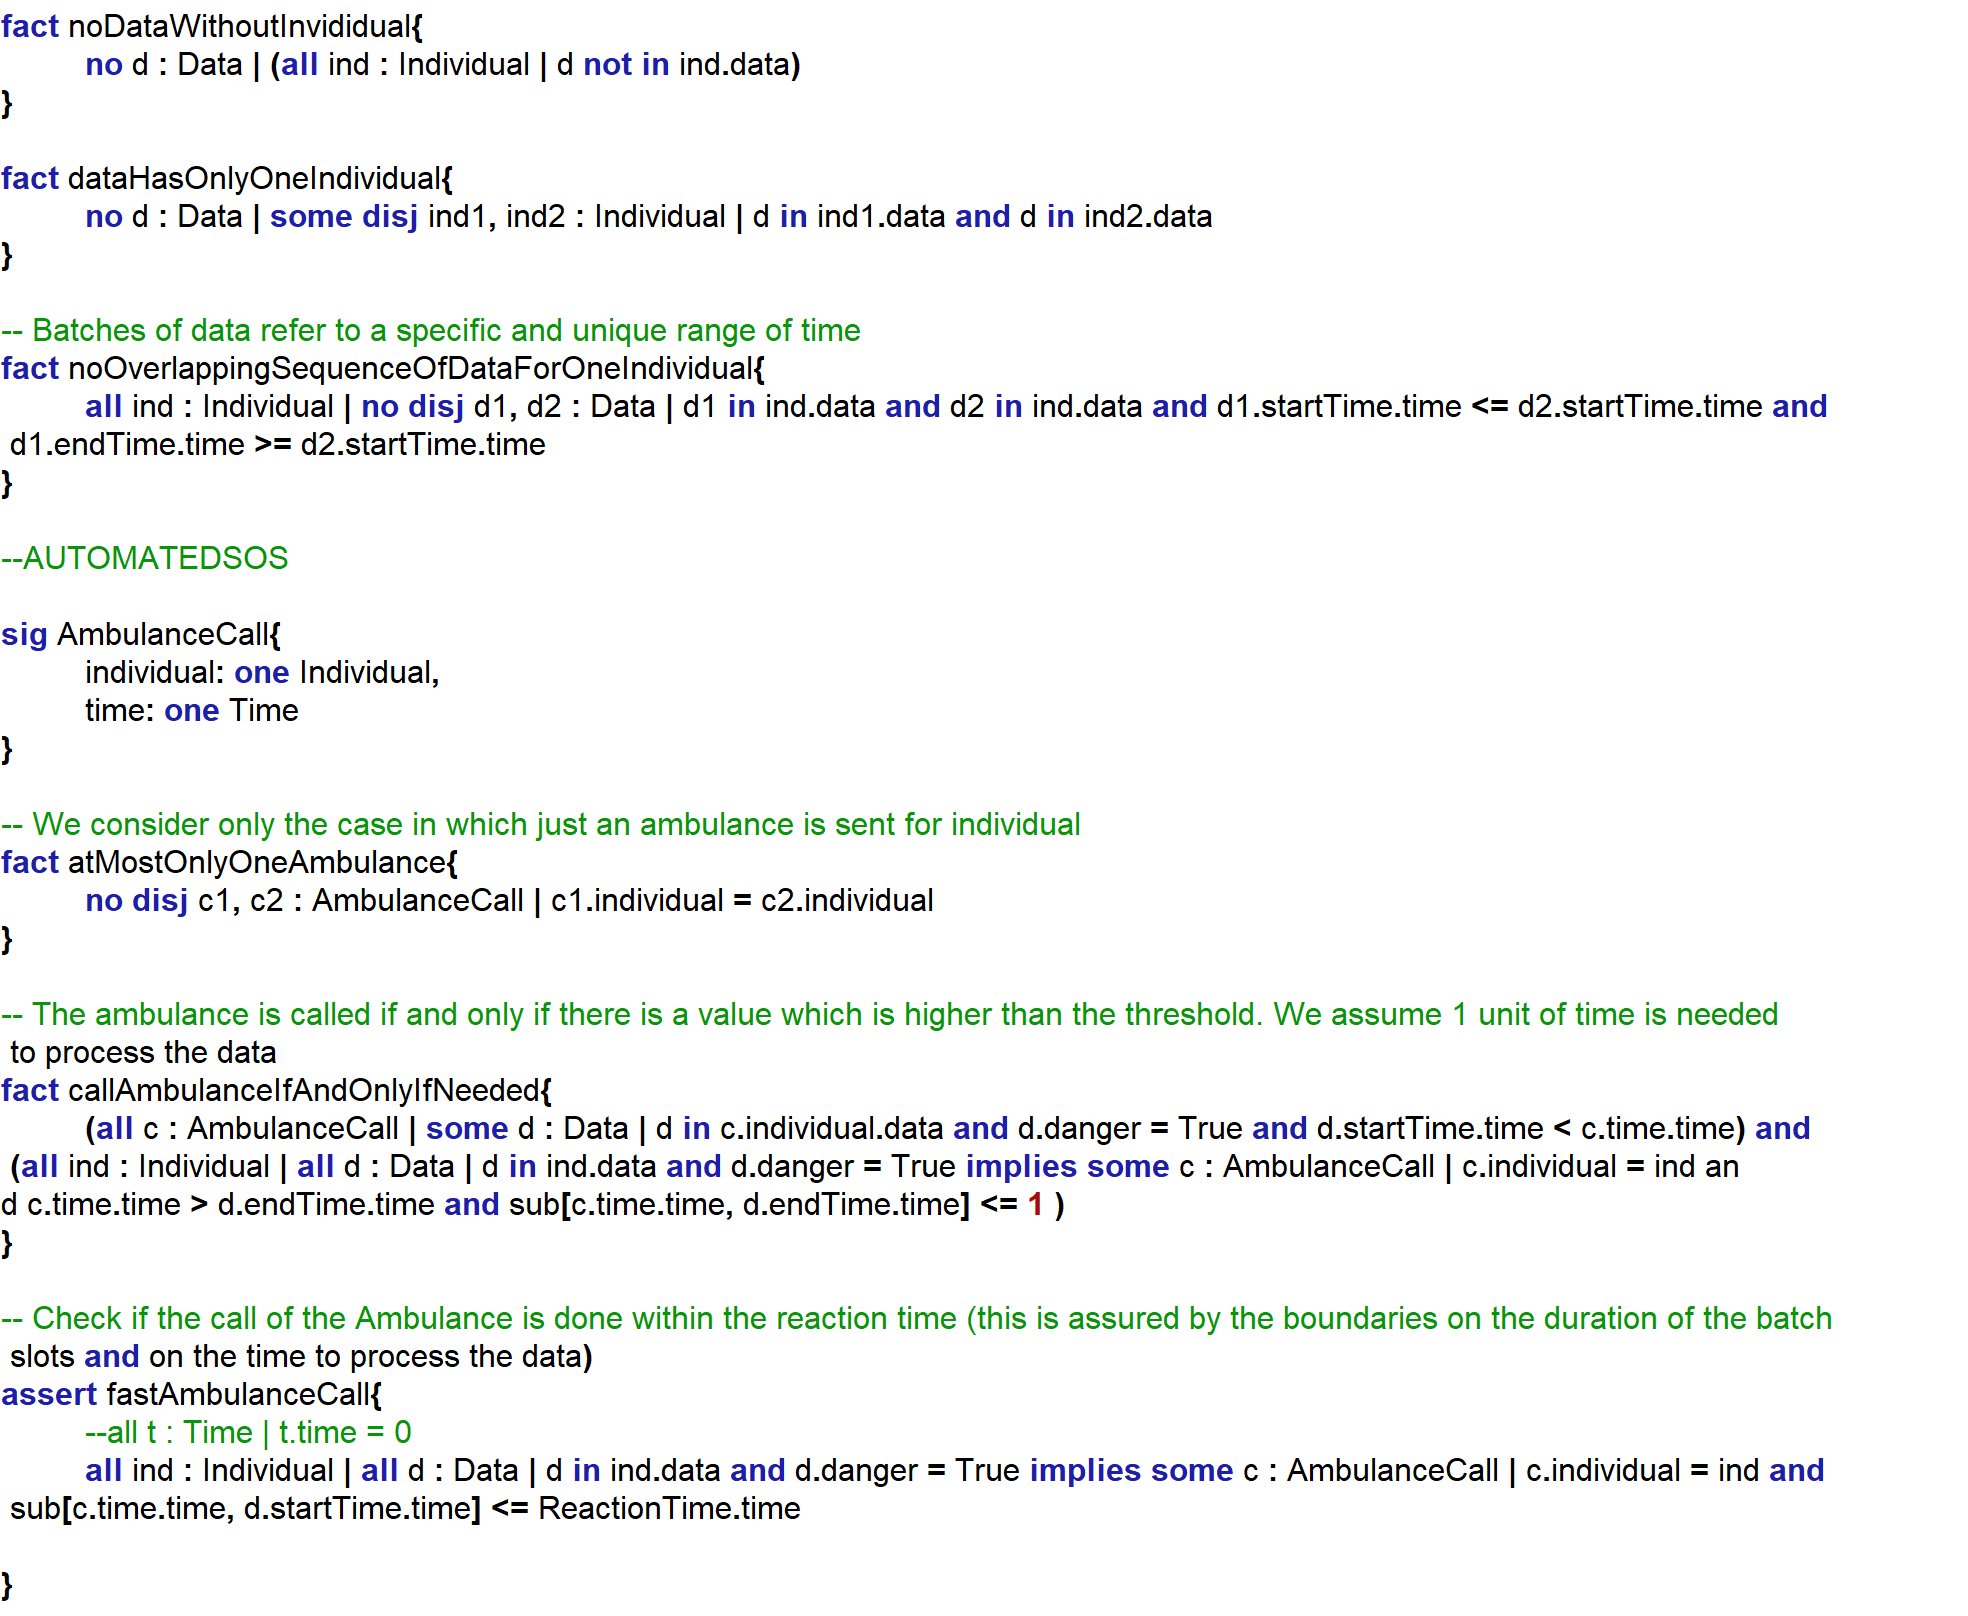 fact noDataWithoutInvididual{
no d : Data | (all ind : Individual | d not in ind.data)
}
fact dataHasOnlyOneIndividual{
no d : Data | some disj ind1, ind2 : Individual | d in ind1.data and d in ind2.data
}
-- Batches of data refer to a specific and unique range of time
fact noOverlappingSequenceOfDataForOneIndividual{
all ind : Individual | no disj d1, d2 : Data | d1 in ind.data and d2 in ind.data and d1.startTime.time <= d2.startTime.time and
d1.endTime.time >= d2.startTime.time
}
--AUTOMATEDSOS
sig AmbulanceCall{
individual: one Individual,
time: one Time
}
-- We consider only the case in which just an ambulance is sent for individual
fact atMostOnlyOneAmbulance{
no disj c1, c2 : AmbulanceCall | c1.individual = c2.individual
}
-- The ambulance is called if and only if there is a value which is higher than the threshold. We assume 1 unit of time is needed
to process the data
fact callAmbulanceIfAndOnlyIfNeeded{
(all c : AmbulanceCall | some d : Data | d in c.individual.data and d.danger = True and d.startTime.time < c.time.time) and
(all ind : Individual | all d : Data | d in ind.data and d.danger = True implies some c : AmbulanceCall | c.individual = ind an
d c.time.time > d.endTime.time and sub[c.time.time, d.endTime.time] <= 1 )
}
-- Check if the call of the Ambulance is done within the reaction time (this is assured by the boundaries on the duration of the batch
slots and on the time to process the data)
assert fastAmbulanceCall{
--all t : Time | t.time = 0
all ind : Individual | all d : Data | d in ind.data and d.danger = True implies some c : AmbulanceCall | c.individual = ind and
sub[c.time.time, d.startTime.time] <= ReactionTime.time
}